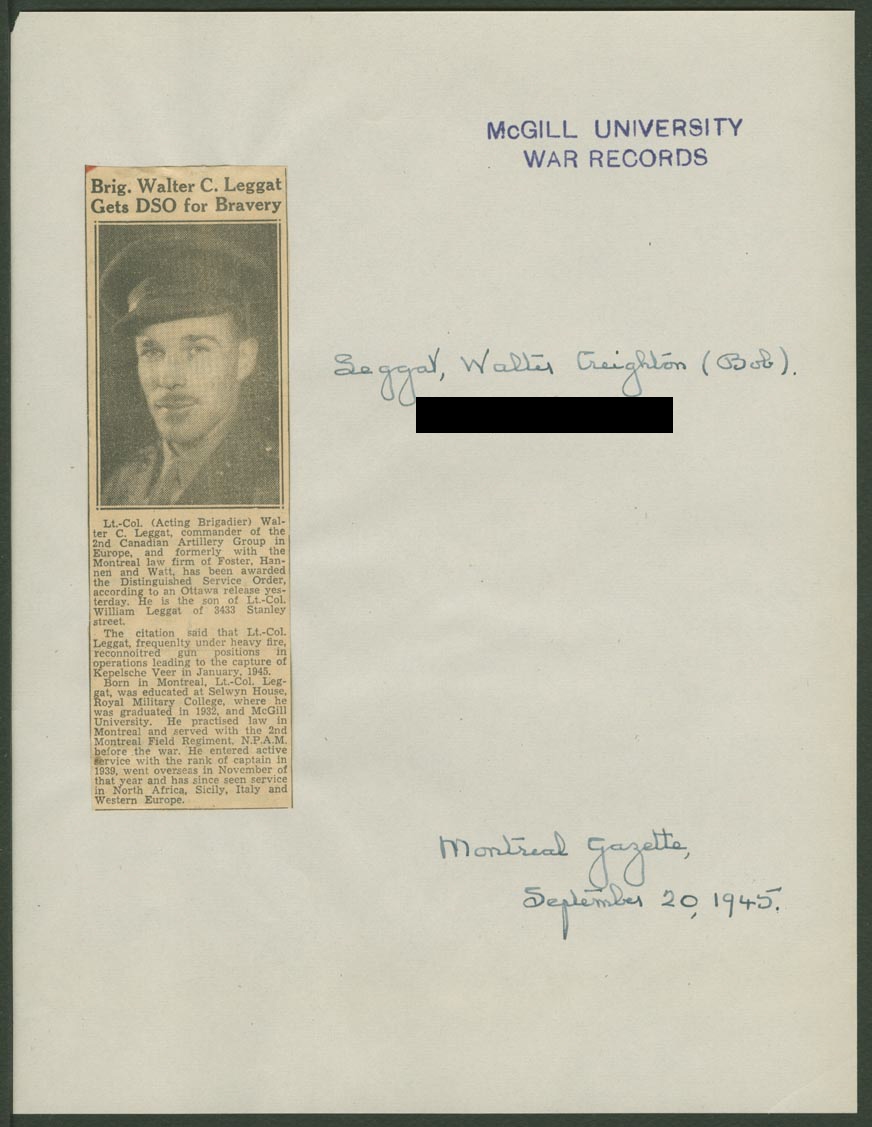 McGILL UNIVERSITY
WAR RECORDS
Brig. Walter C. Leggat
Gets DSO for Bravery
Leggat, Walter Creighton (Bob).
Lt.-Col. (Acting Brigadier) Wal-
ter C. Leggat, commander of the
2nd Canadian Artillery Group in
Europe, and formerly with the
Montreal law firm of Foster, Han-
nen and Watt, has been awarded
the Distinguished Service Order,
according to an Ottawa release yes-
terday. He is the son of Lt.-Col.
William Leggat of 3433 Stanley
street.
The citation said that Lt.-Col.
Leggat, frequenlty under heavy fire,
reconnoitred gun positions in
operations leading to the capture of
Kepelsche Veer in January, 1945.
Born in Montreal, Lt.-Col. Leg-
gat, was educated at Selwyn House,
Royal Military College, where he
was graduated in 1932, and McGill
University. He practised law in
Montreal and served with the 2nd
Montreal Field Regiment, N.P.A.M.
before the war. He entered active
service with the rank of captain in
1939, went overseas in November of
that year and has since seen service
in North Africa, Sicily, Italy and
Western Europe.
Montreal Gazette,
September 20, 1945.